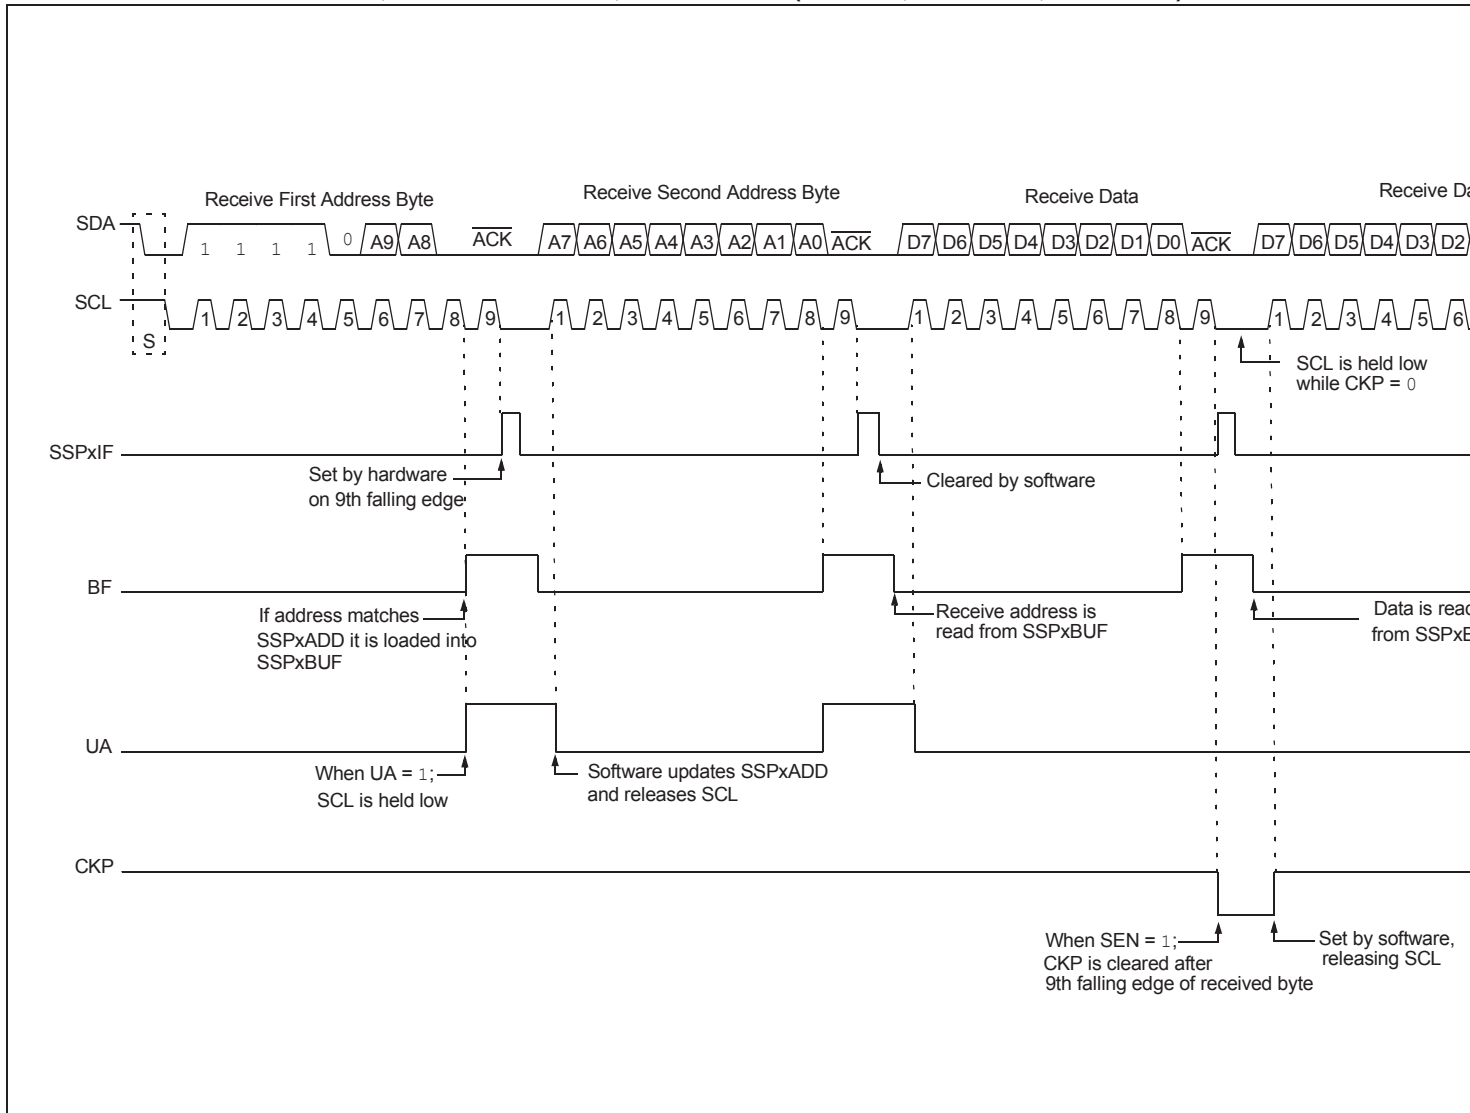 Receive First Address Byte
Receive Second Address Byte
Receive Data
Receive
SDA
1 1 1 1 0 A9 A8 ACK A7 A6 A5 A4 A3 A2 A1 A0 ACK D7 D6 D5 D4 D3 D2 D1 D0 ACK D7 D6 D5 D4 D3 D2
SCL
S
1 2 3 4 5 6 7 8 9 1 2 3 4 5 6 7 8 9 1 2 3 4 5 6 7 8 9 1 2 3 4 5 6
SCL is held low
while CKP = 0
SSPxIF
Set by hardware
on 9th falling edge
Cleared by software
BF
If address matches
SSPxADD it is loaded into
SSPxBUF
Receive address is
read from SSPxBUF
Data is
from
UA
When UA = 1;
SCL is held low
Software updates SSPxADD
and releases SCL
CKP
When SEN = 1;
CKP is cleared after
9th falling edge of received byte
Set by software,
releasing SCL